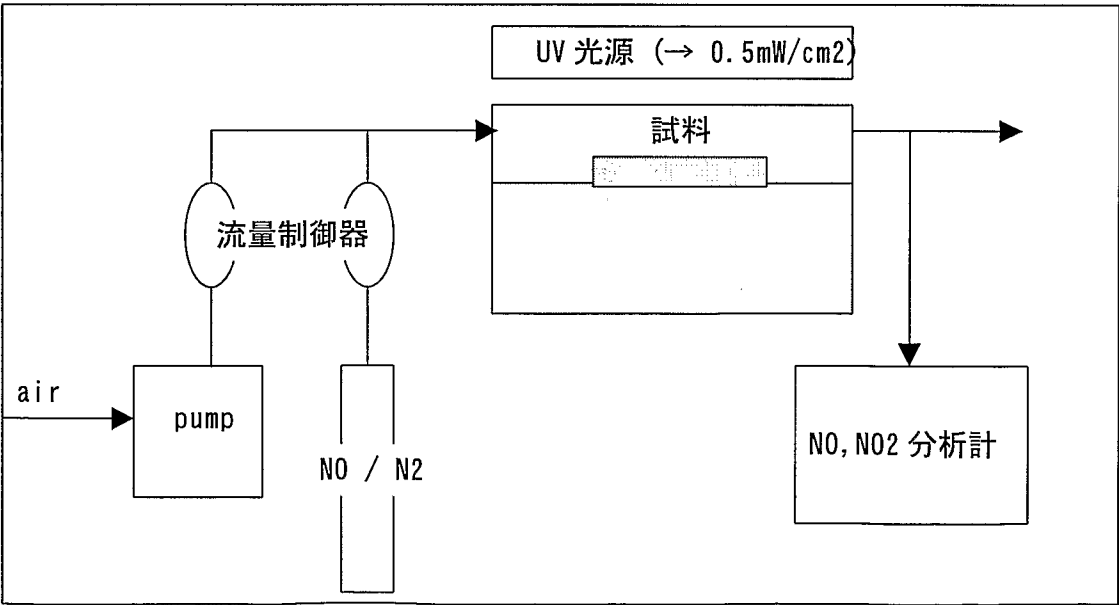 UV 光源 (→ 0.5mW/cm2)
試料
流量制御器
air
pump
NO / N2
NO,NO2 分析計